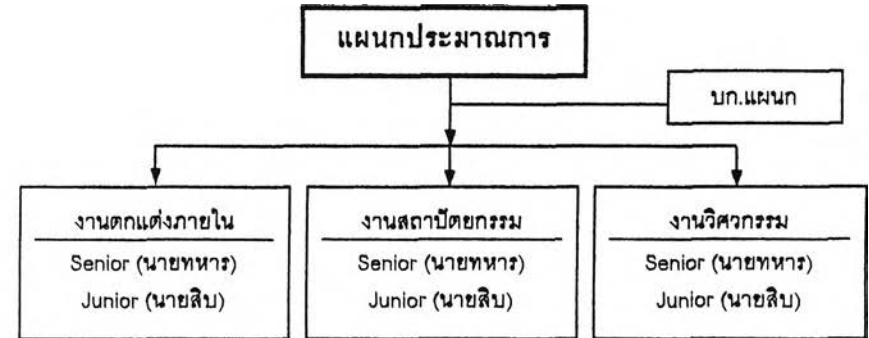 แผนกประมาณการ
บก.แผนก
งานตกแต่งภายใน
Senior (นายทหาร)
Junior (นายสิบ)
งานสถาปัตยกรรม
Senior (นายทหาร)
Junior (นายสิบ)
งานวิศวกรรม
Senior (นายทหาร)
Junior (นายสิบ)